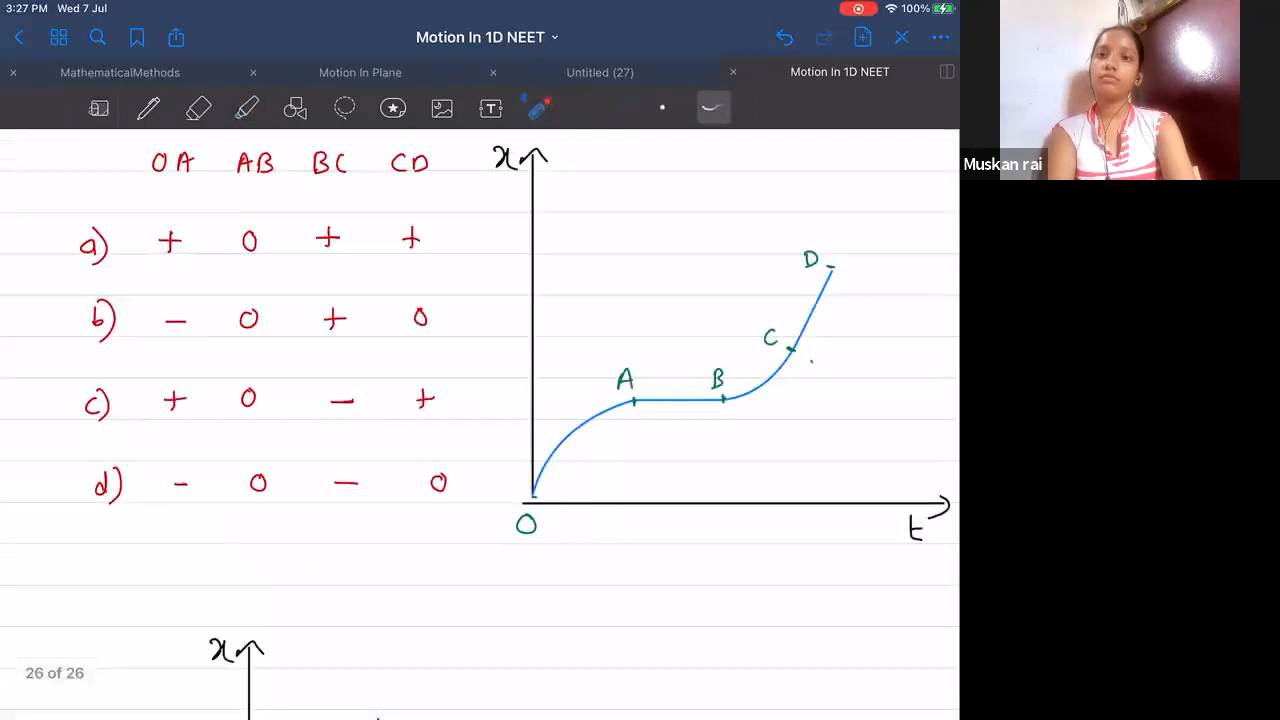 3:27 PM Wed 7 Jul
100%
Motion In 1D NEET
MathematicalMethods
Motion In Plane
Untitled (27)
Motion In 1D NEET
OA AB BC CD
a) + 0 + +
b) - 0 + 0
c) + 0 - +
d) - 0 - 0
x
D
C
A
B
O
t
x
26 of 26
Muskan rai